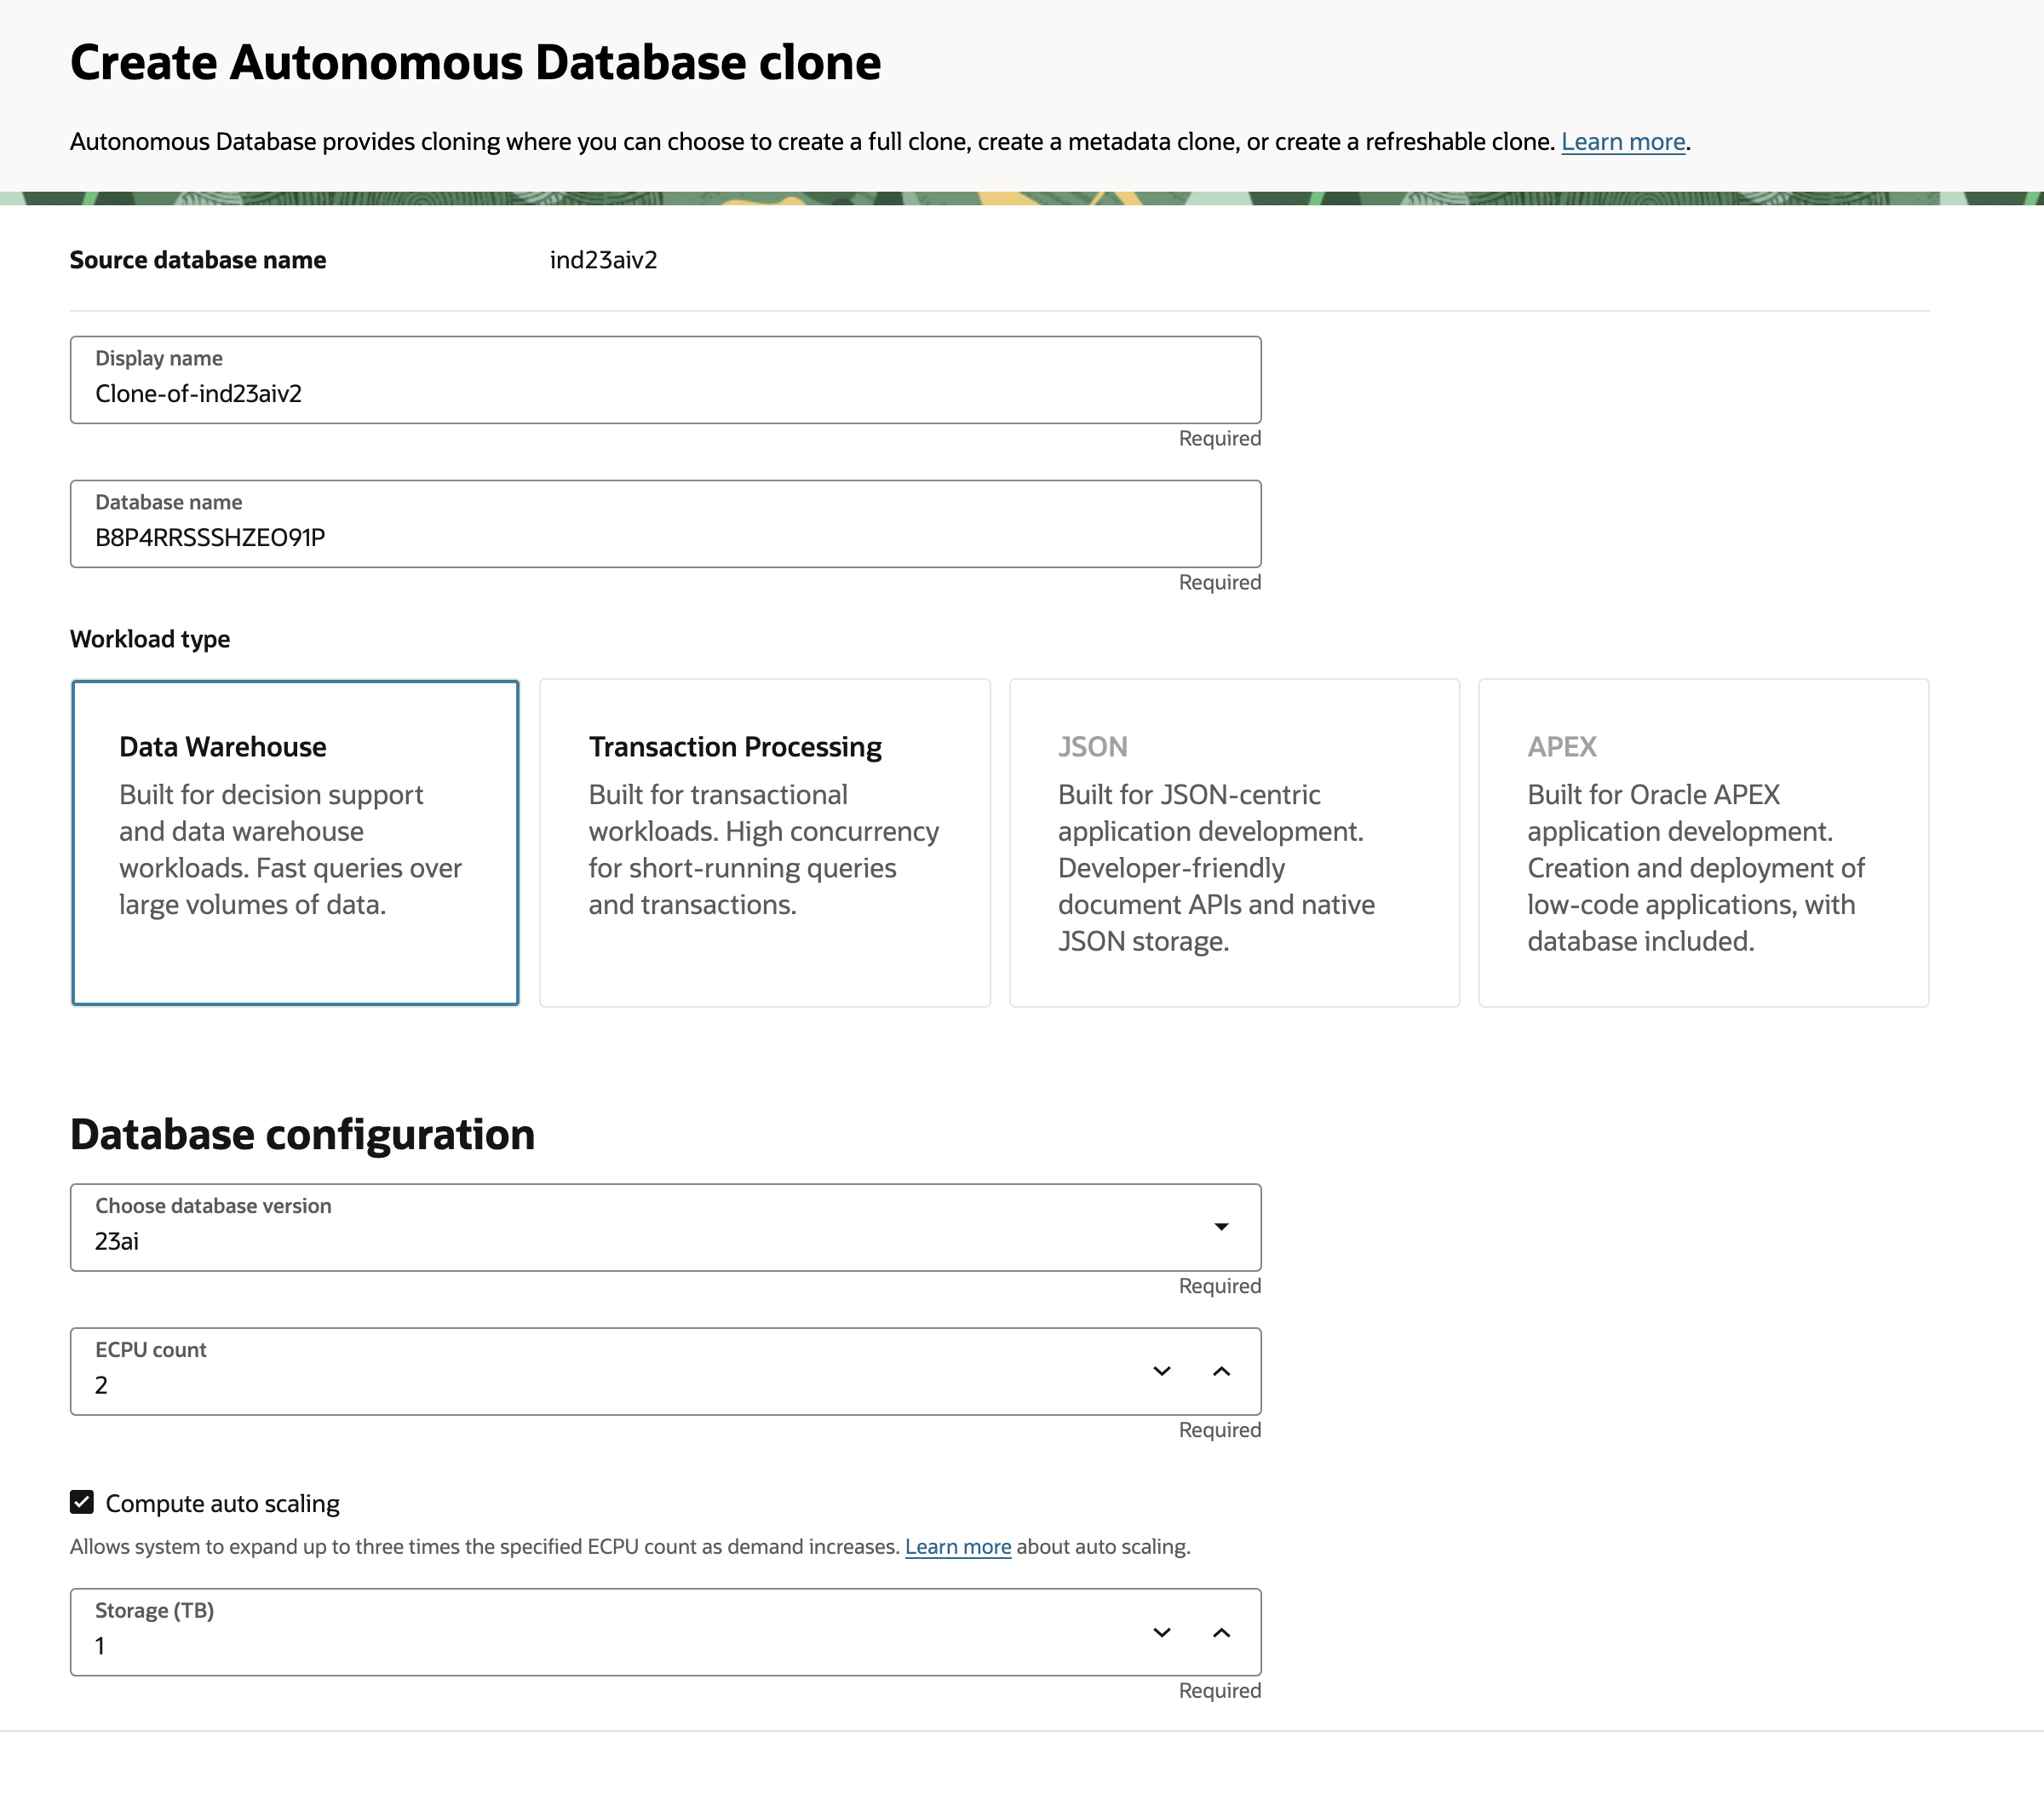 Create Autonomous Database clone
Autonomous Database provides cloning where you can choose to create a full clone, create a metadata clone, or create a refreshable clone. Learn more.
Source database name ind23aiv2
Display name
Clone-of-ind23aiv2
Required
Database name
B8P4RRSSSHZEO91P
Required
Workload type
Data Warehouse
Built for decision support
and data warehouse
workloads. Fast queries over
large volumes of data.
Transaction Processing
Built for transactional
workloads. High concurrency
for short-running queries
and transactions.
JSON
Built for JSON-centric
application development.
Developer-friendly
document APIs and native
JSON storage.
APEX
Built for Oracle APEX
application development.
Creation and deployment of
low-code applications, with
database included.
Database configuration
Choose database version
23ai
Required
ECPU count
2
Required
Compute auto scaling
Allows system to expand up to three times the specified ECPU count as demand increases. Learn more about auto scaling.
Storage (TB)
1
Required